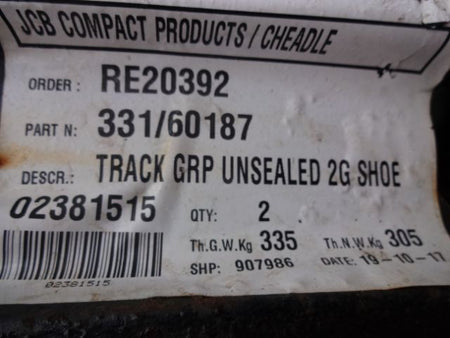 JCB COMPACT PRODUCTS / CHEADLE
ORDER : RE20392
PART N: 331/60187
DESCR.: TRACK GRP UNSEALED 2G SHOE
02381515 QTY: 2
Th.G.W.Kg 335 Th.N.W.Kg 305
SHP: 907986 DATE: 19-10-17
02381515